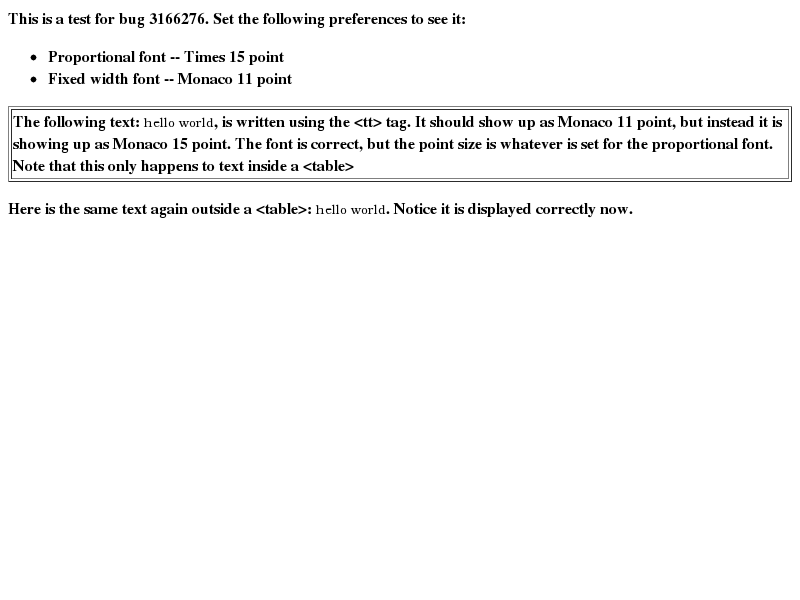 This is a test for bug 3166276. Set the following preferences to see it:
• Proportional font -- Times 15 point
• Fixed width font -- Monaco 11 point
The following text: hello world, is written using the <tt> tag. It should show up as Monaco 11 point, but instead it is
showing up as Monaco 15 point. The font is correct, but the point size is whatever is set for the proportional font.
Note that this only happens to text inside a <table>
Here is the same text again outside a <table>: hello world. Notice it is displayed correctly now.